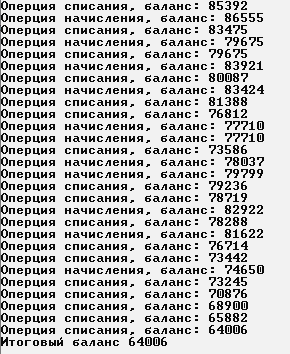 Оперция списания, баланс: 85392
Оперция начисления, баланс: 86555
Оперция списания, баланс: 83475
Оперция начисления, баланс: 79675
Оперция списания, баланс: 79675
Оперция начисления, баланс: 83921
Оперция списания, баланс: 80087
Оперция начисления, баланс: 83424
Оперция списания, баланс: 81388
Оперция списания, баланс: 76812
Оперция начисления, баланс: 77710
Оперция начисления, баланс: 77710
Оперция списания, баланс: 73586
Оперция начисления, баланс: 78037
Оперция начисления, баланс: 79799
Оперция списания, баланс: 79236
Оперция списания, баланс: 78719
Оперция начисления, баланс: 82922
Оперция списания, баланс: 78288
Оперция начисления, баланс: 81622
Оперция списания, баланс: 76714
Оперция списания, баланс: 73442
Оперция начисления, баланс: 74650
Оперция списания, баланс: 73245
Оперция списания, баланс: 70876
Оперция списания, баланс: 68900
Оперция списания, баланс: 65882
Оперция списания, баланс: 64006
Итоговый баланс 64006